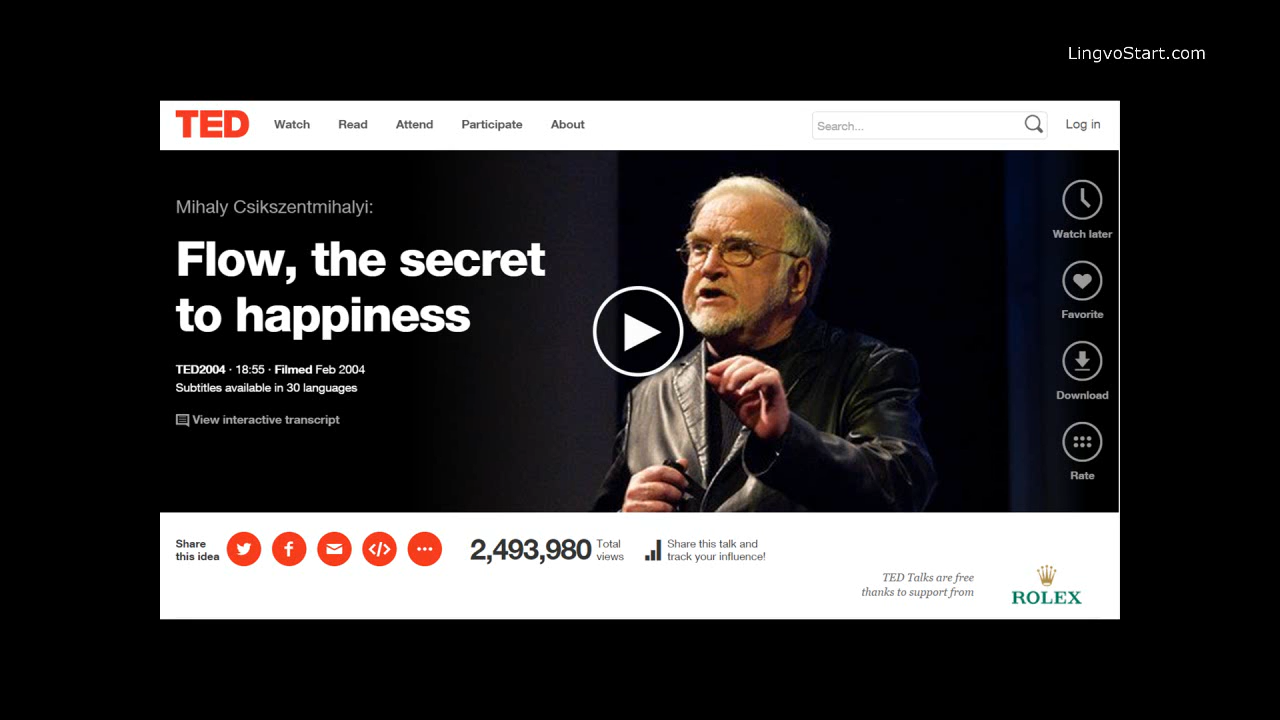 LingvoStart.com
TED
Watch
Read
Attend
Participate
About
Search...
Log in
Mihaly Csikszentmihalyi:
Flow, the secret
to happiness
TED2004 · 18:55 · Filmed Feb 2004
Subtitles available in 30 languages
View interactive transcript
Watch later
Favorite
Download
Rate
Share
this idea
2,493,980
Total
views
Share this talk and
track your influence!
TED Talks are free
thanks to support from
ROLEX